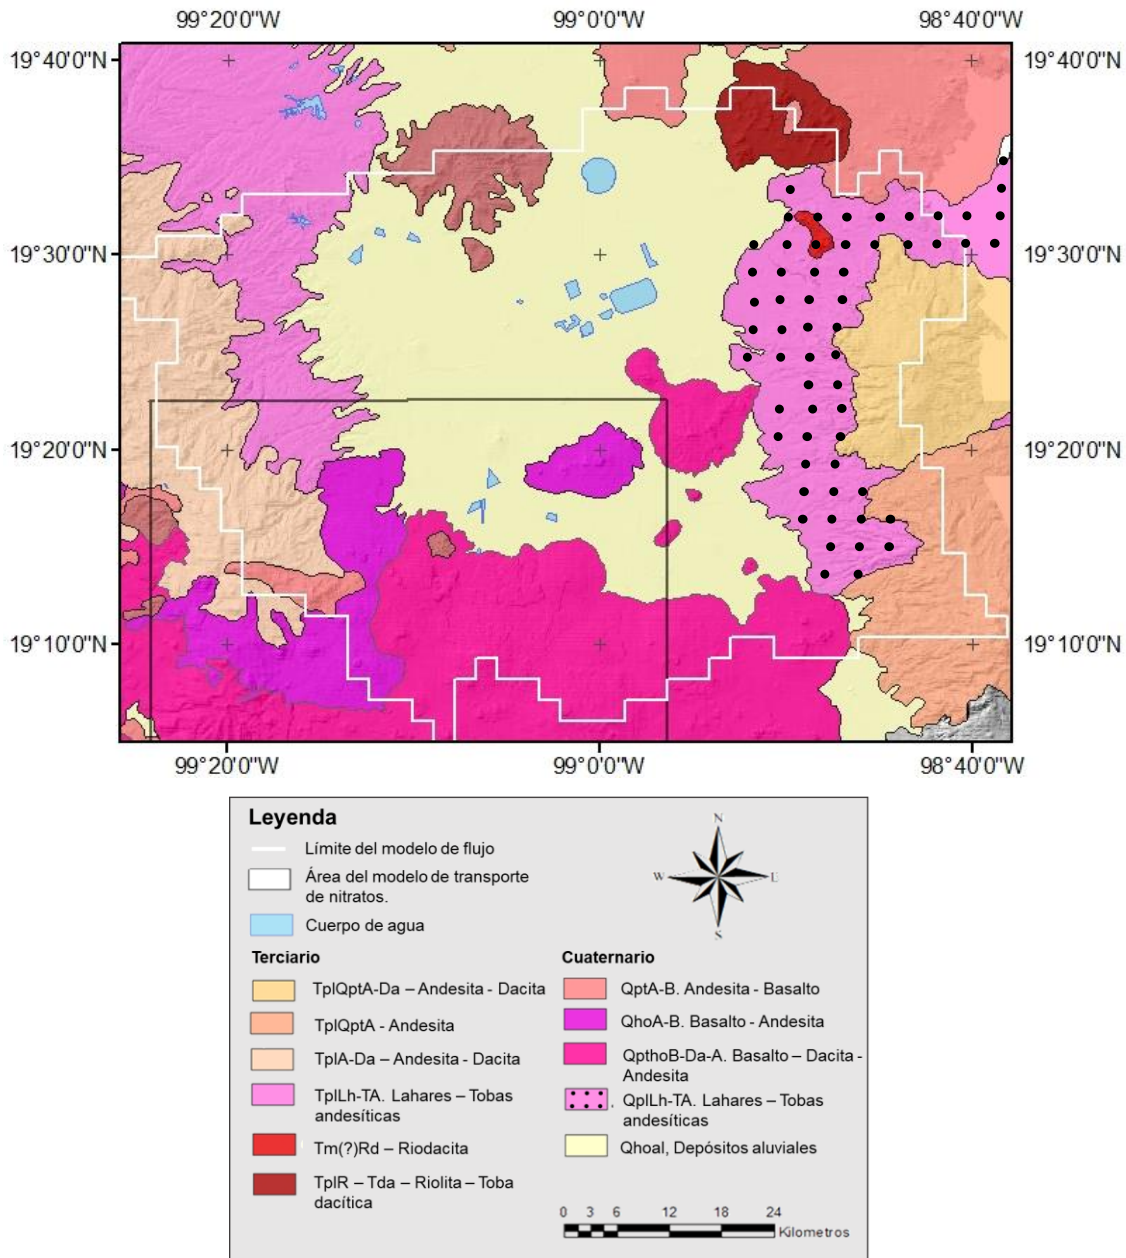 99°20'0"W 99°0'0"W 98°40'0"W
19°40'0"N 19°40'0"N
19°30'0"N 19°30'0"N
19°20'0"N 19°20'0"N
19°10'0"N 19°10'0"N
99°20'0"W 99°0'0"W 98°40'0"W
Leyenda
Límite del modelo de flujo
Área del modelo de transporte
de nitratos.
Cuerpo de agua
N
W E
S
Terciario
TplQptA-Da – Andesita - Dacita
TplQptA - Andesita
TplA-Da – Andesita - Dacita
TplLh-TA. Lahares – Tobas
andesíticas
Tm(?)Rd – Riodacita
TplR – Tda – Riolita – Toba
dacítica
Cuaternario
QptA-B. Andesita - Basalto
QhoA-B. Basalto - Andesita
QpthoB-Da-A. Basalto – Dacita -
Andesita
QplLh-TA. Lahares – Tobas
andesíticas
Qhoal, Depósitos aluviales
0 3 6 12 18 24
Kilometros